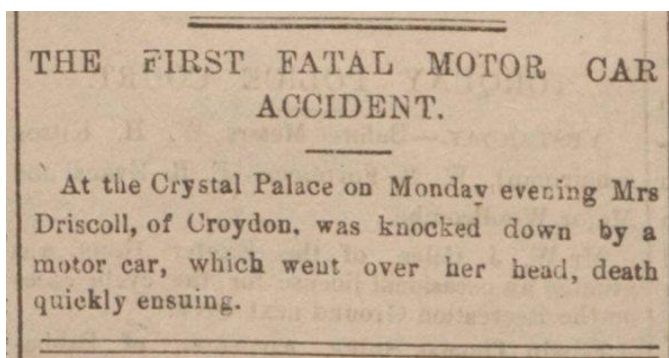 THE FIRST FATAL MOTOR CAR
ACCIDENT.
At the Crystal Palace on Monday evening Mrs
Driscoll, of Croydon, was knocked down by a
motor car, which went over her head, death
quickly ensuing.